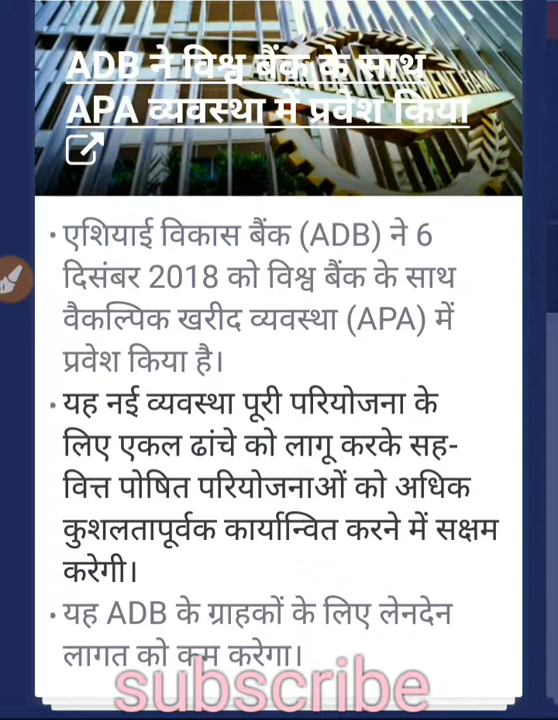 ADB ने विश्व बैंक के साथ
APA व्यवस्था में प्रवेश किया
DEVELOPMENT BANK
• एशियाई विकास बैंक (ADB) ने 6
दिसंबर 2018 को विश्व बैंक के साथ
वैकल्पिक खरीद व्यवस्था (APA) में
प्रवेश किया है।
• यह नई व्यवस्था पूरी परियोजना के
लिए एकल ढांचे को लागू करके सह-
वित्त पोषित परियोजनाओं को अधिक
कुशलतापूर्वक कार्यान्वित करने में सक्षम
करेगी।
• यह ADB के ग्राहकों के लिए लेनदेन
लागत को कम करेगा।
subscribe